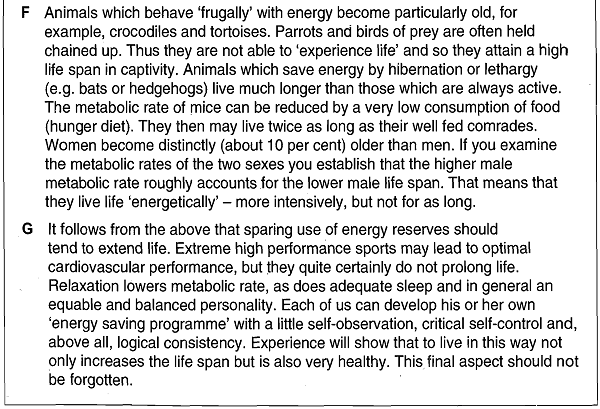 F Animals which behave ‘frugally’ with energy become particularly old, for
example, crocodiles and tortoises. Parrots and birds of prey are often held
chained up. Thus they are not able to ‘experience life’ and so they attain a high
life span in captivity. Animals which save energy by hibernation or lethargy
(e.g. bats or hedgehogs) live much longer than those which are always active.
The metabolic rate of mice can be reduced by a very low consumption of food
(hunger diet). They then may live twice as long as their well fed comrades.
Women become distinctly (about 10 per cent) older than men. If you examine
the metabolic rates of the two sexes you establish that the higher male
metabolic rate roughly accounts for the lower male life span. That means that
they live life ‘energetically’ – more intensively, but not for as long.
G It follows from the above that sparing use of energy reserves should
tend to extend life. Extreme high performance sports may lead to optimal
cardiovascular performance, but they quite certainly do not prolong life.
Relaxation lowers metabolic rate, as does adequate sleep and in general an
equable and balanced personality. Each of us can develop his or her own
‘energy saving programme’ with a little self-observation, critical self-control and,
above all, logical consistency. Experience will show that to live in this way not
only increases the life span but is also very healthy. This final aspect should not
be forgotten.